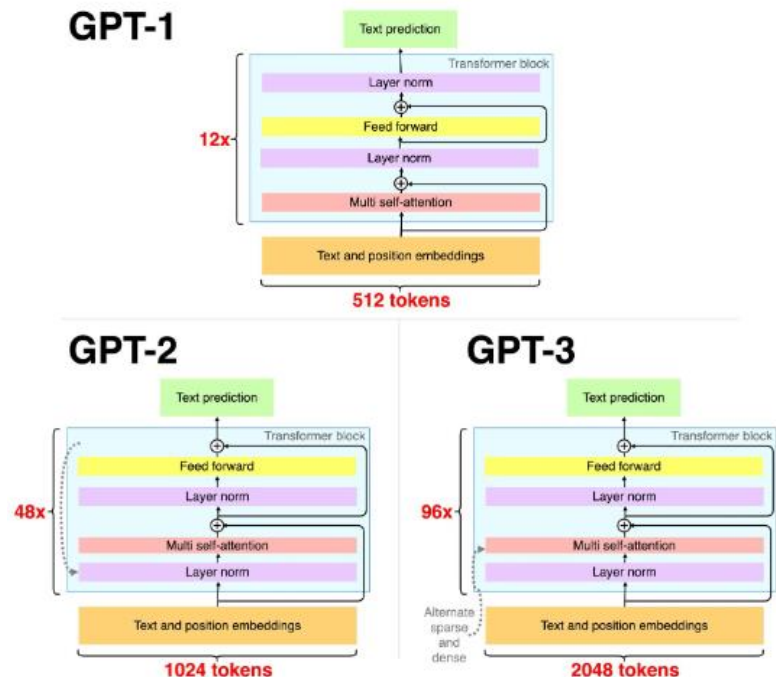 GPT-1
Text prediction
Transformer block
Layer norm
Feed forward
12x
Layer norm
Multi self-attention
Text and position embeddings
512 tokens
GPT-2
Text prediction
Transformer block
Feed forward
Layer norm
48x
Multi self-attention
Layer norm
Text and position embeddings
1024 tokens
GPT-3
Text prediction
Transformer block
Feed forward
Layer norm
96x
Multi self-attention
Layer norm
Alternate
sparse
and
dense
Text and position embeddings
2048 tokens